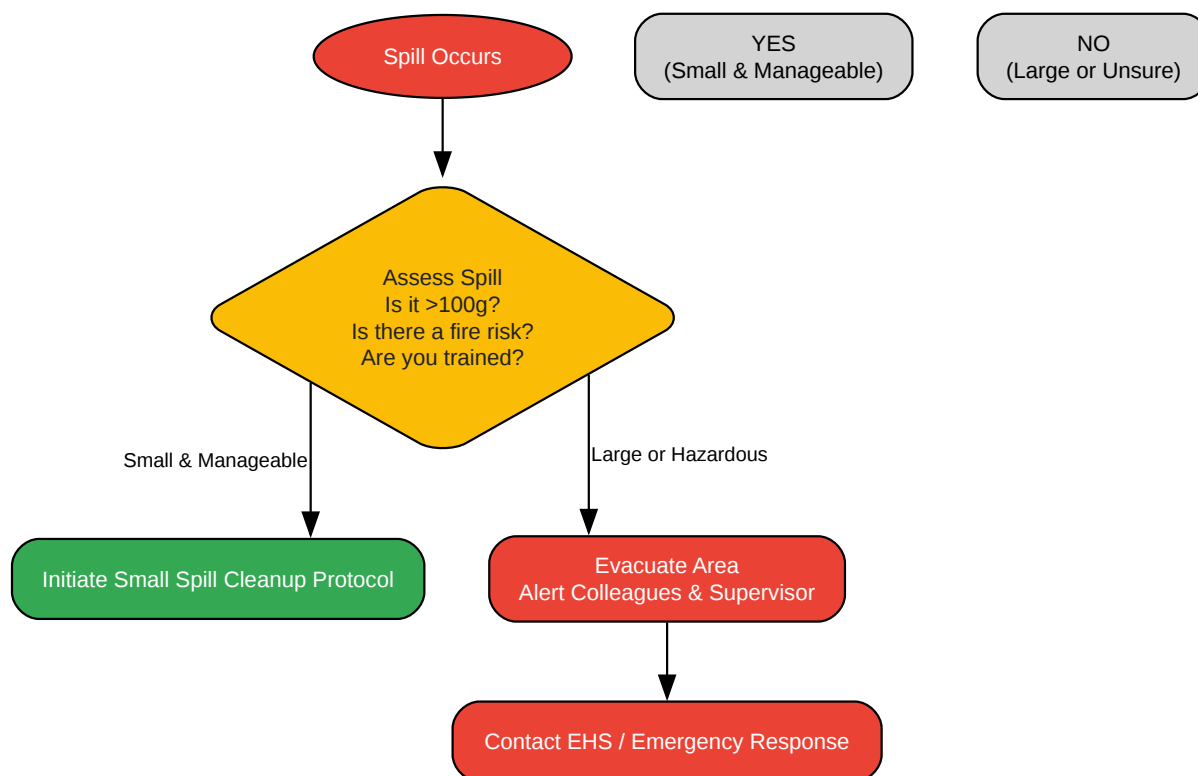 Spill Occurs
YES
(Small & Manageable)
NO
(Large or Unsure)
Assess Spill
Is it >100g?
Is there a fire risk?
Are you trained?
Small & Manageable
Large or Hazardous
Initiate Small Spill Cleanup Protocol
Evacuate Area
Alert Colleagues & Supervisor
Contact EHS / Emergency Response